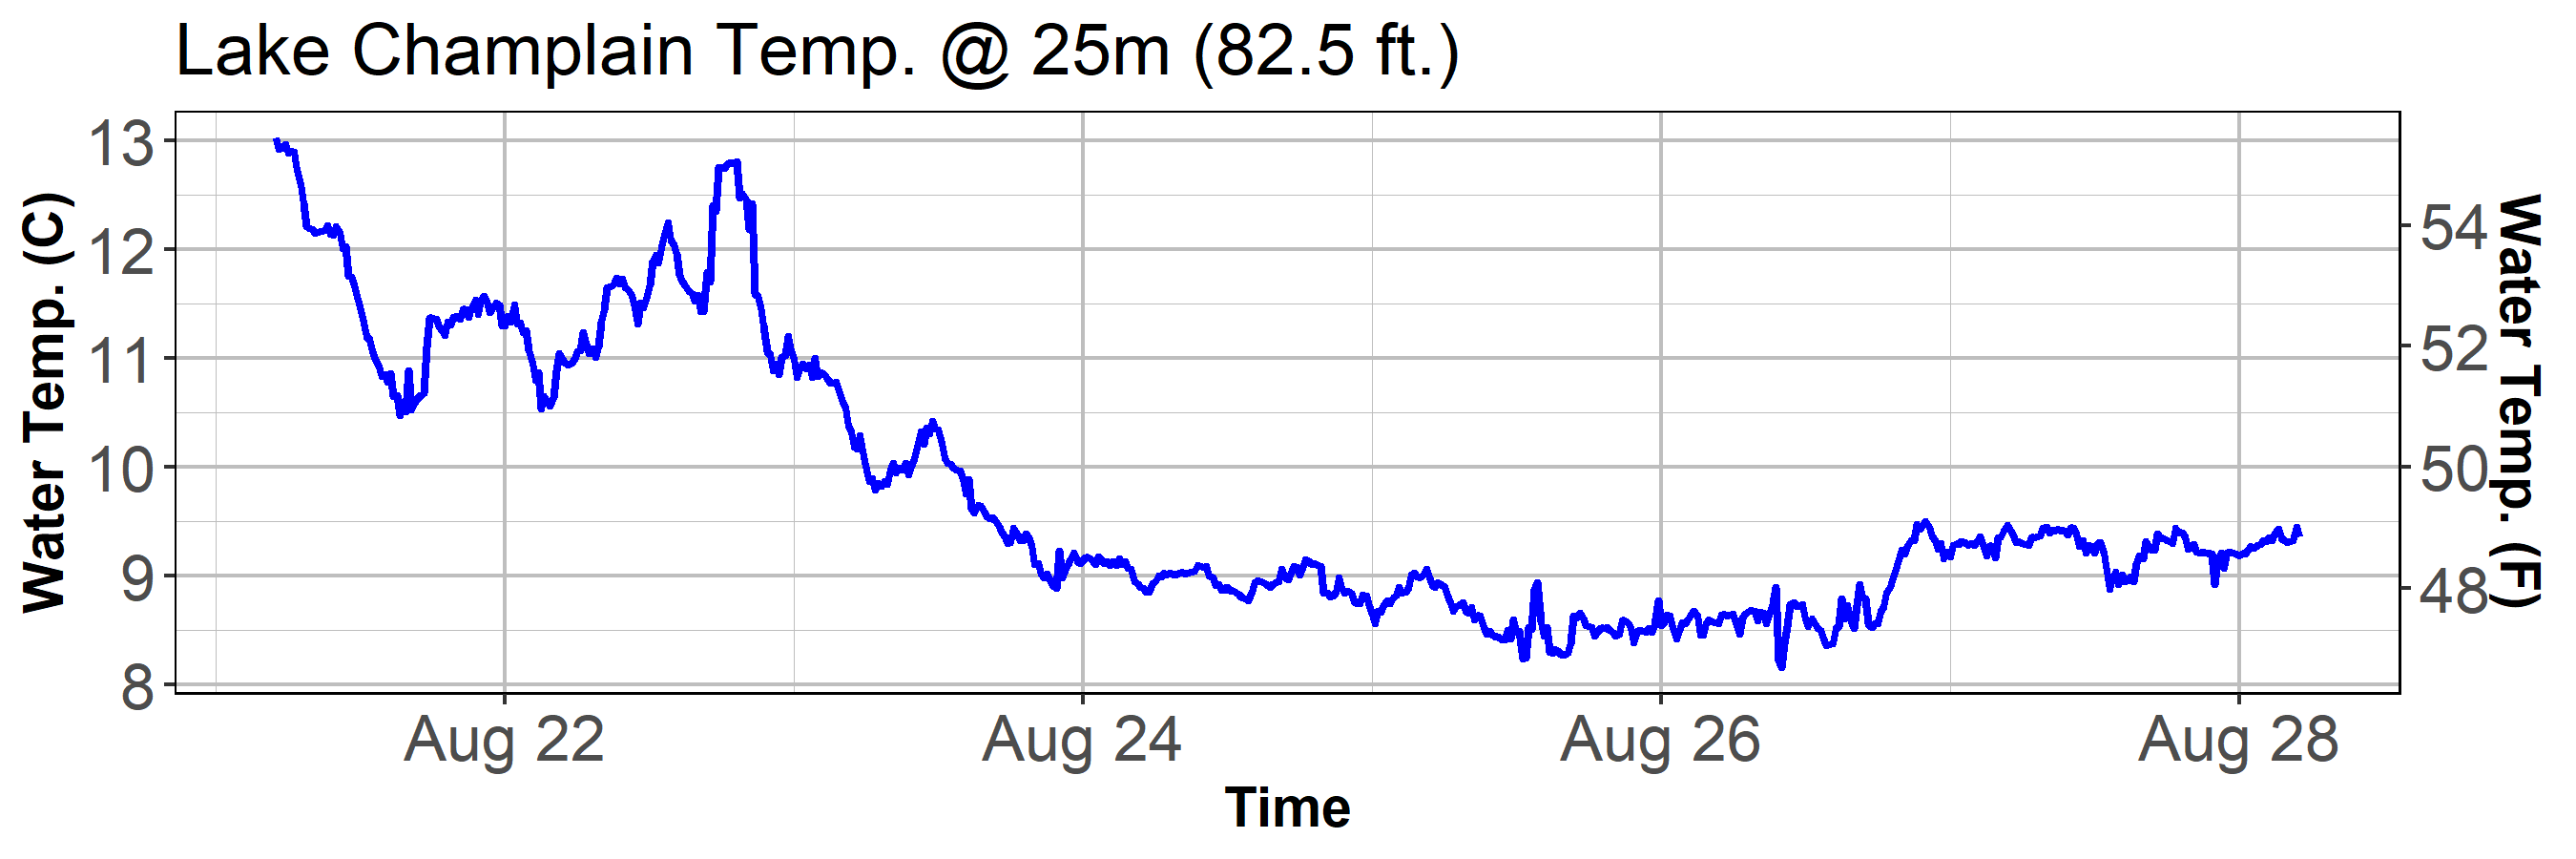 Lake Champlain Temp. @ 25m (82.5 ft.)
Water Temp. (C)
13
12
11
10
9
8
54
52
50
48
Water Temp. (F)
Aug 22
Aug 24
Aug 26
Aug 28
Time